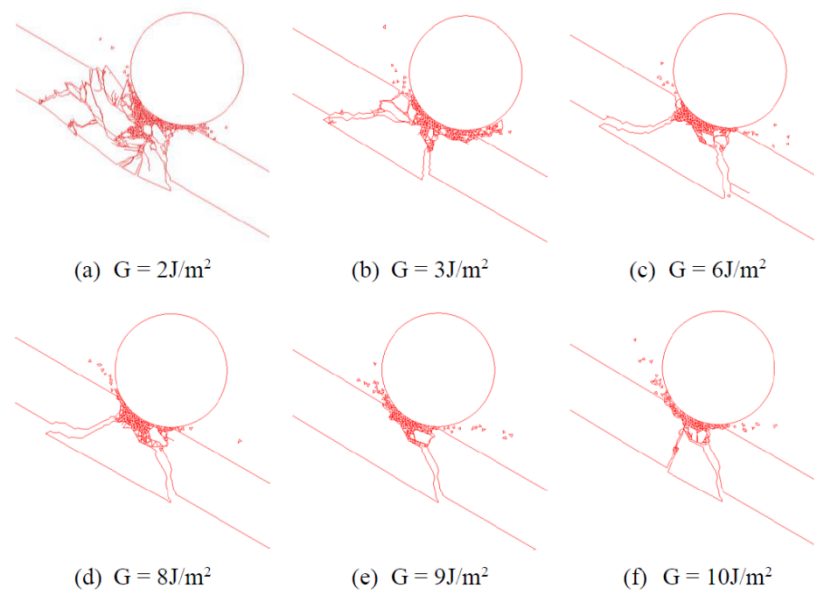 (a) G = 2J/m²
(b) G = 3J/m²
(c) G = 6J/m²
(d) G = 8J/m²
(e) G = 9J/m²
(f) G = 10J/m²